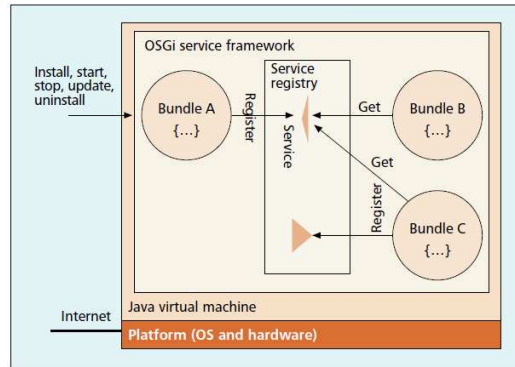 OSGi service framework
Install, start,
stop, update,
uninstall
Service
registry
Bundle A
{...}
Register
Service
Get
Bundle B
{...}
Get
Register
Bundle C
{...}
Java virtual machine
Internet
Platform (OS and hardware)